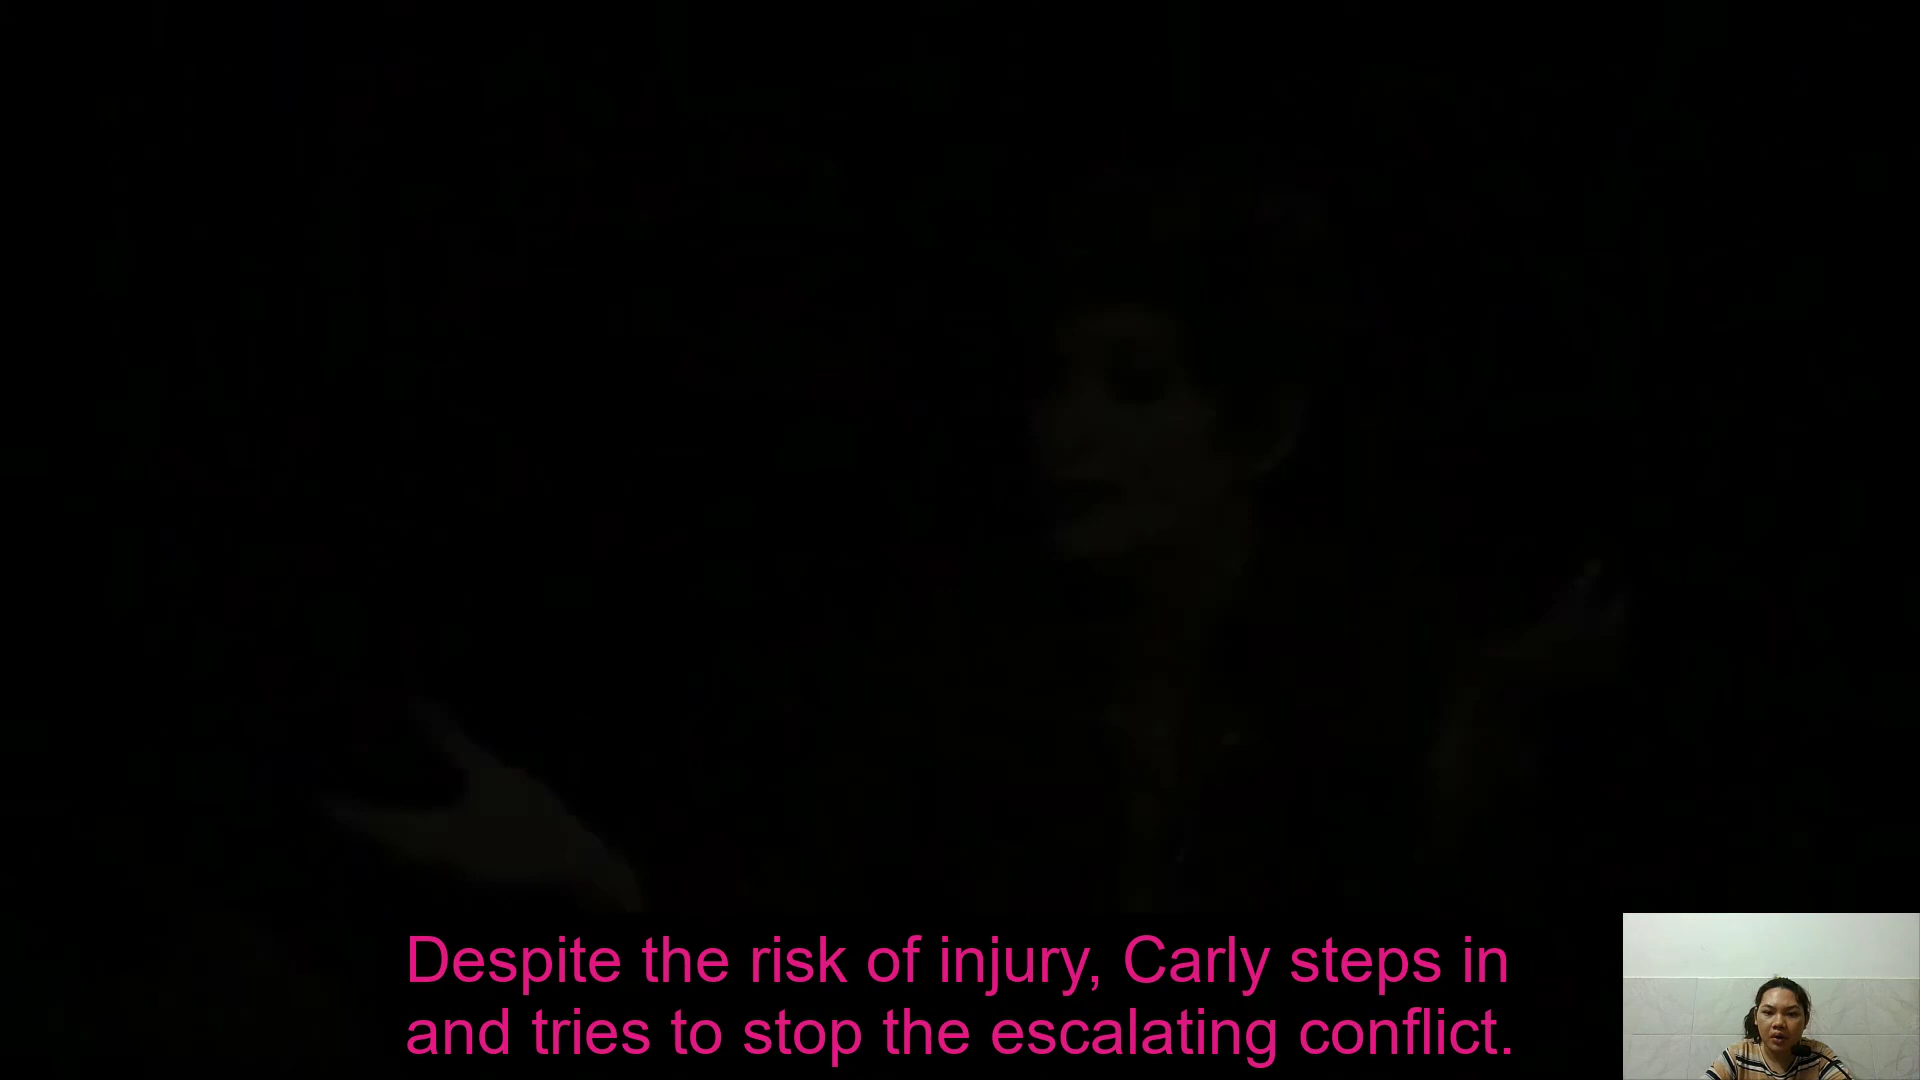 Despite the risk of injury, Carly steps in
and tries to stop the escalating conflict.